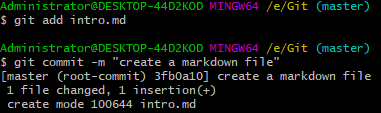 Administrator@DESKTOP-44D2KOD MINGW64 /e/Git (master)
$ git add intro.md
Administrator@DESKTOP-44D2KOD MINGW64 /e/Git (master)
$ git commit -m "create a markdown file"
[master (root-commit) 3fb0a10] create a markdown file
 1 file changed, 1 insertion(+)
 create mode 100644 intro.md